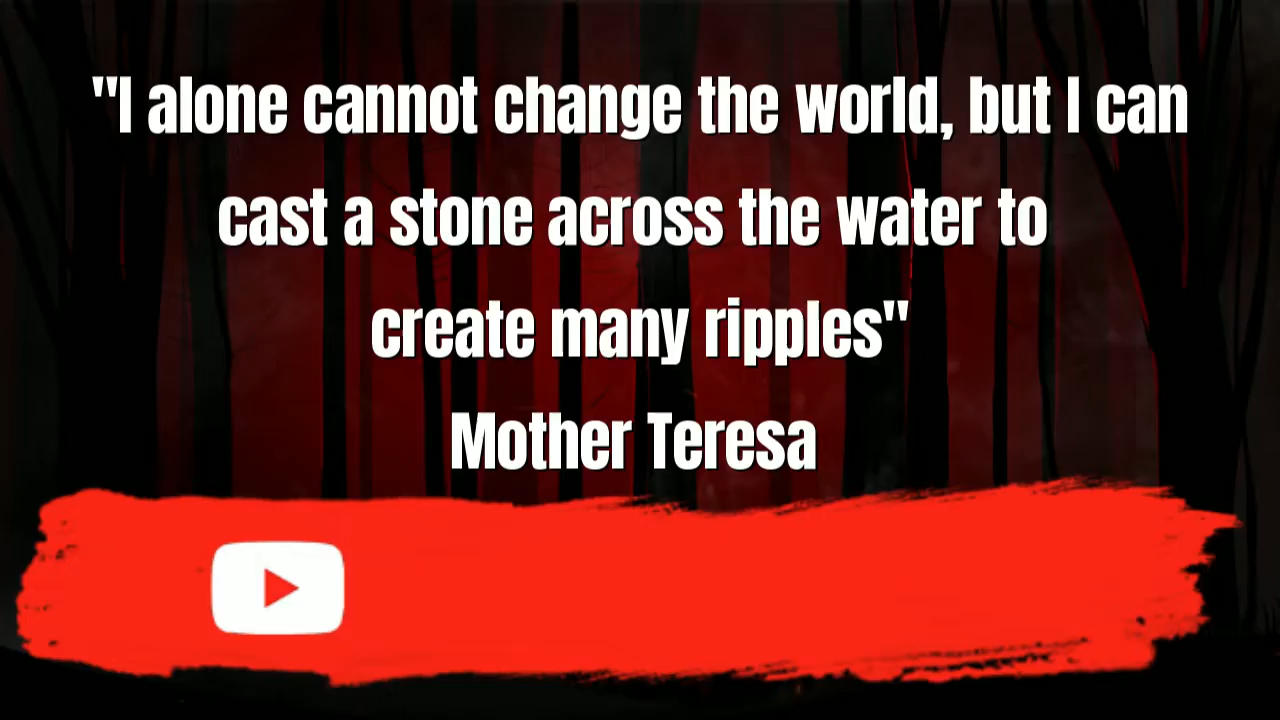 "I alone cannot change the world, but I can
cast a stone across the water to
create many ripples"
Mother Teresa